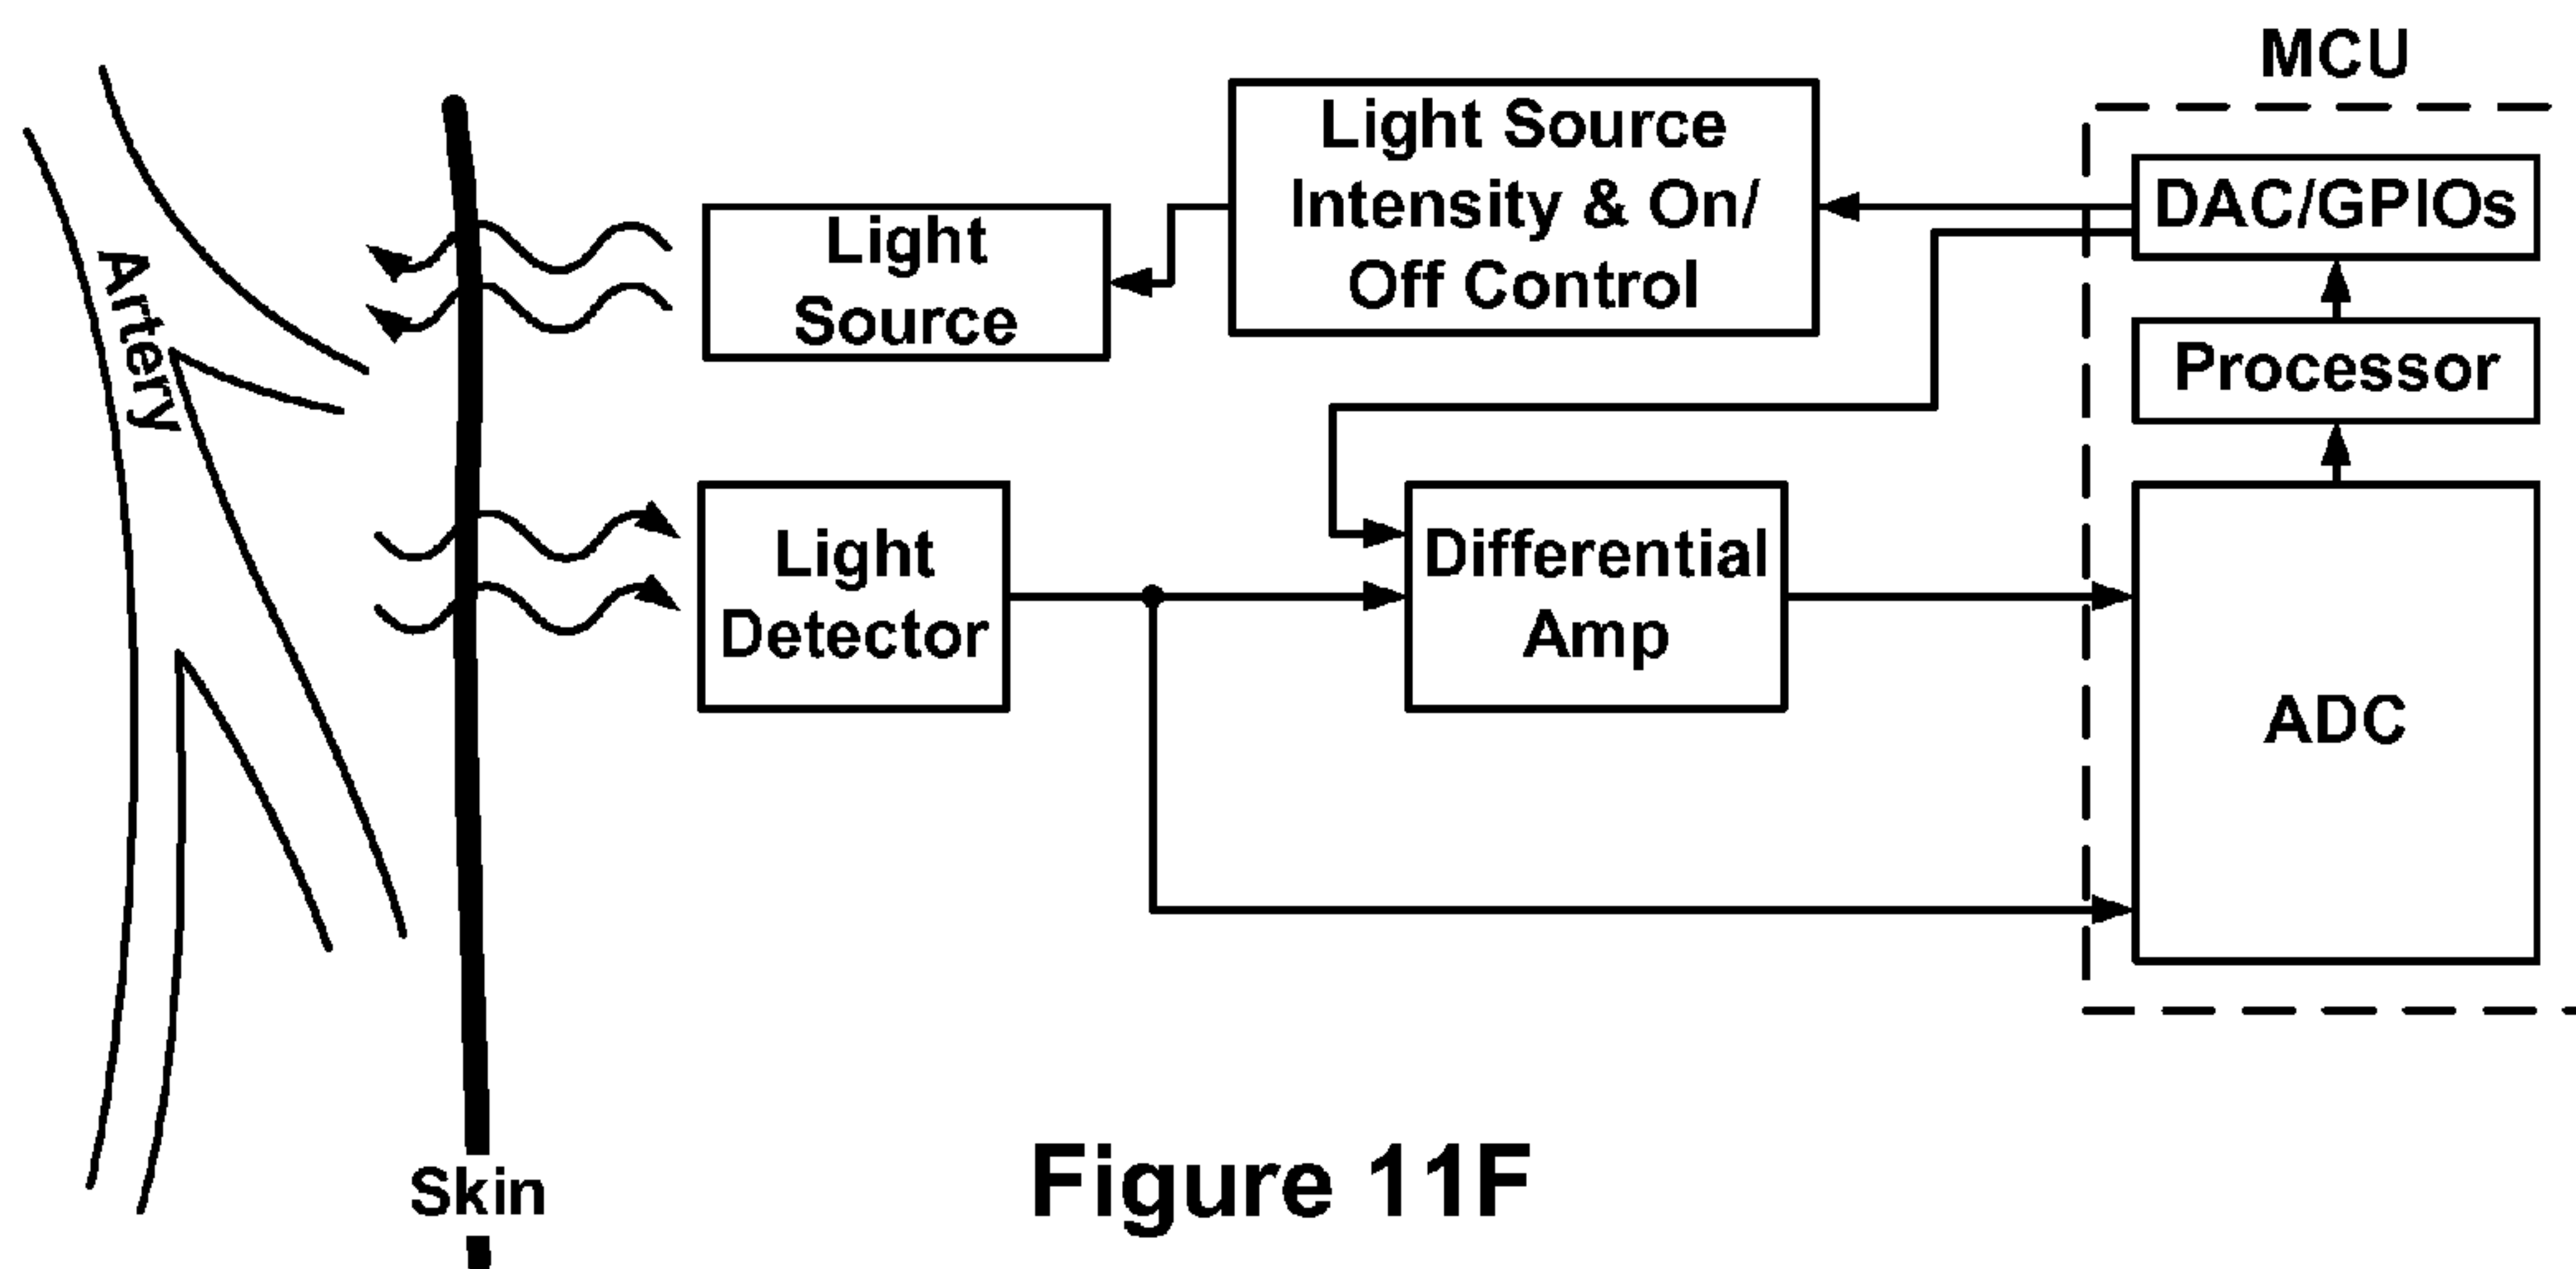 MCU
Light Source
Intensity & On/
Off Control
DAC/GPIOs
Light
Source
Artery
Processor
Light
Detector
Differential
Amp
ADC
Skin
Figure 11F